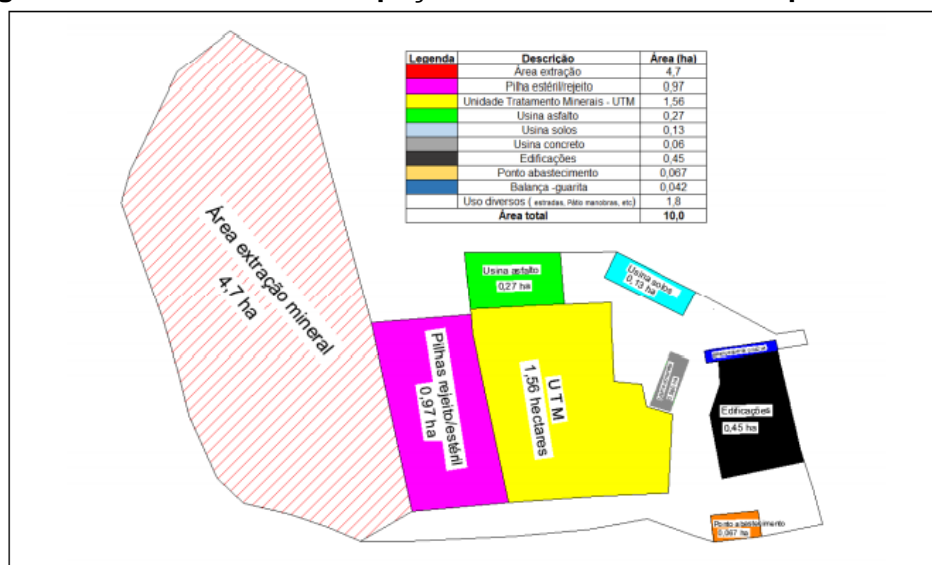 Legenda Descrição Área (ha)
Área extração 4,7
Pilha estéril/rejeito 0,97
Unidade Tratamento Minerais - UTM 1,56
Usina asfalto 0,27
Usina solos 0,13
Usina concreto 0,06
Edificações 0,45
Ponto abastecimento 0,067
Balança -guarita 0,042
Uso diversos ( estradas, Pátio manobras, etc) 1,8
Área total 10,0
Área extração mineral
4,7 ha
Usina asfalto
0,27 ha
Usina solos
0,13 ha
Pilhas rejeito/estéril
0,97 ha
U T M
1,56 hectares
Edificações
0,45 ha
Ponto abastecimento
0,067 ha